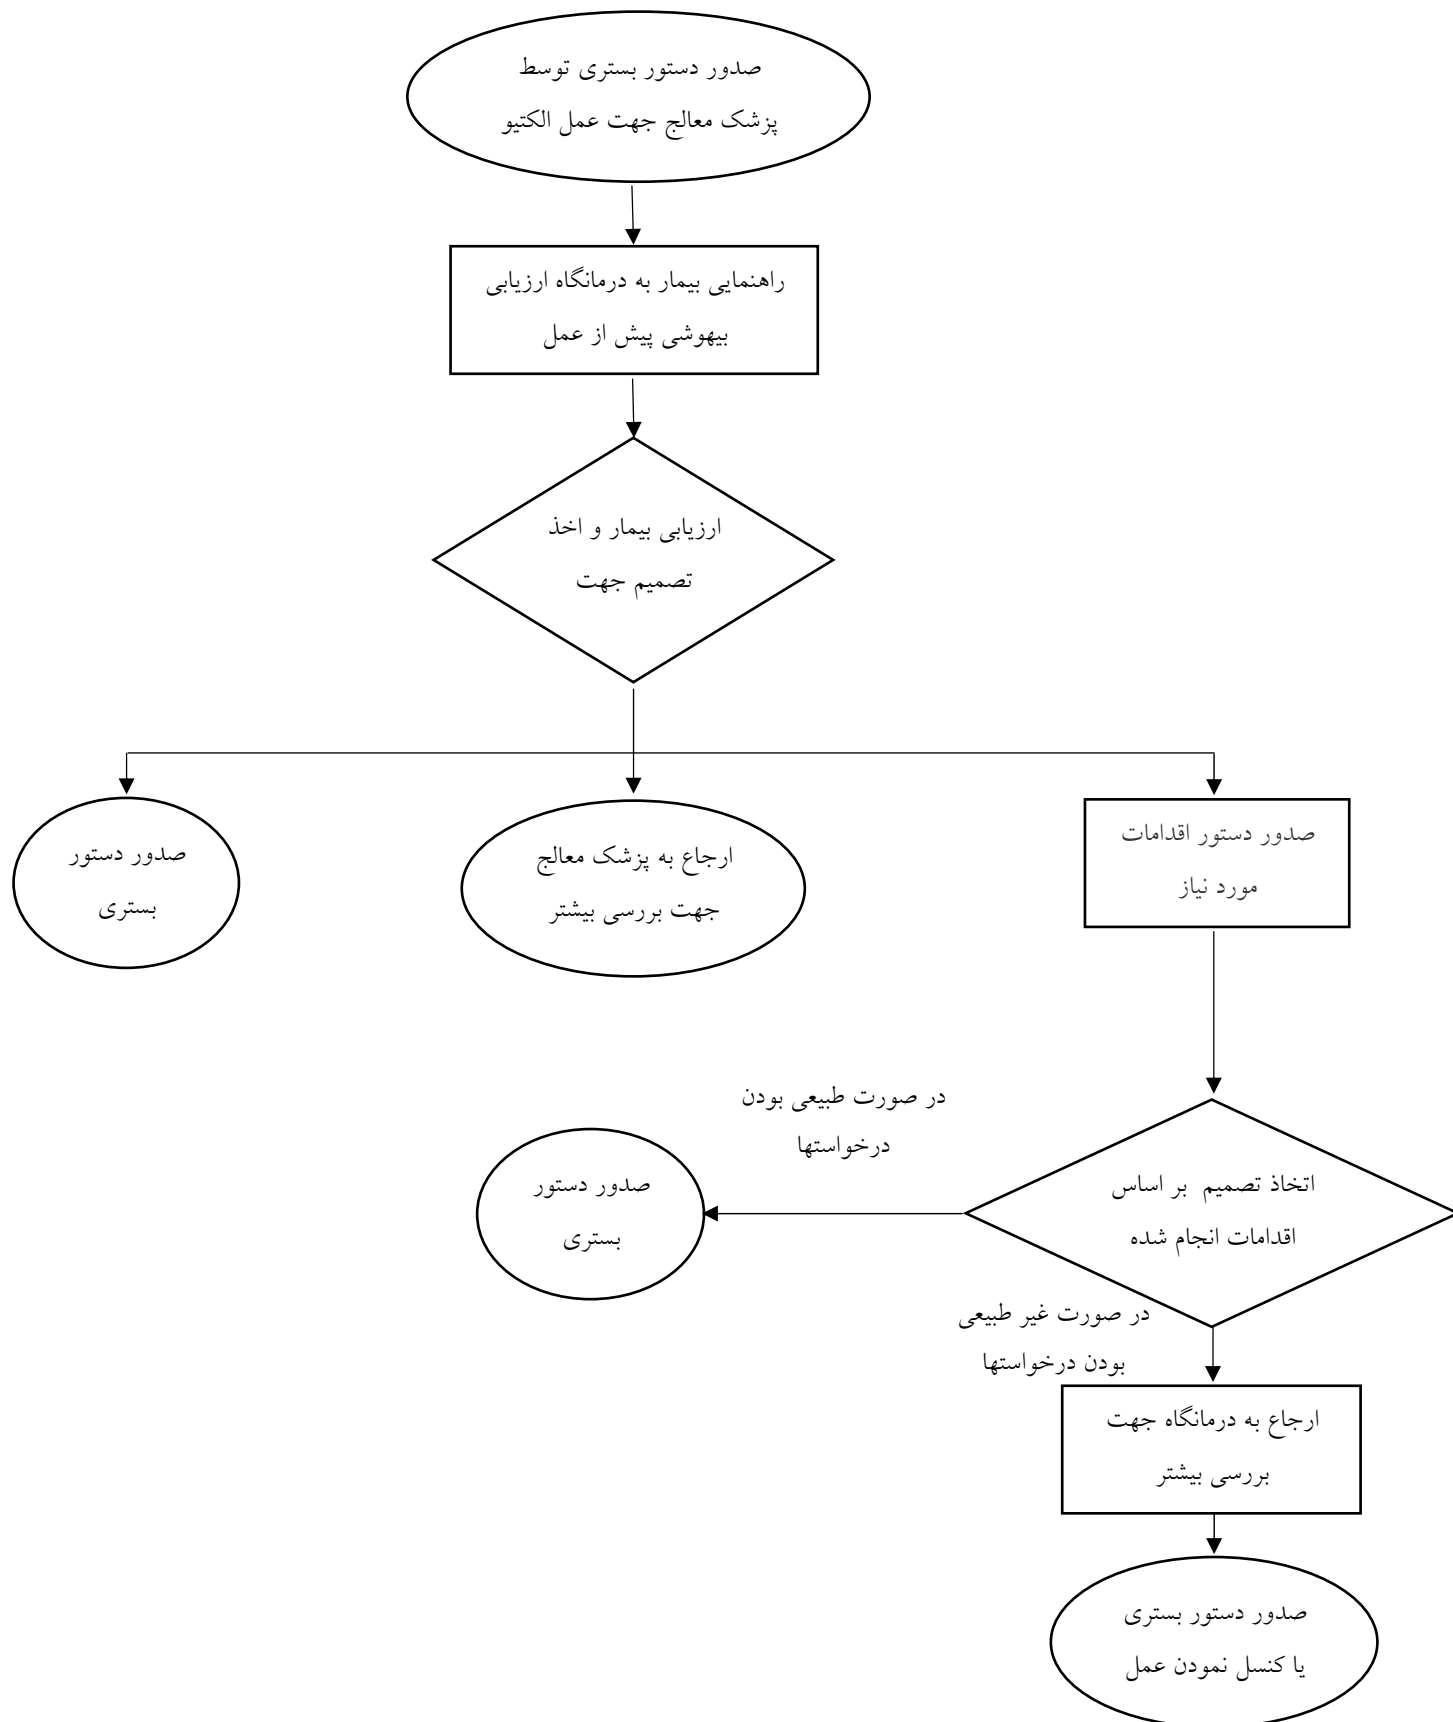 صدور دستور بستری توسط
پزشک معالج جهت عمل الکتیو
راهنمایی بیمار به درمانگاه ارزیابی
بیهوشی پیش از عمل
ارزیابی بیمار و اخذ
تصمیم جهت
صدور دستور اقدامات
مورد نیاز
ارجاع به پزشک معالج
جهت بررسی بیشتر
صدور دستور
بستری
اتخاذ تصمیم بر اساس
اقدامات انجام شده
در صورت طبیعی بودن
درخواستها
صدور دستور
بستری
در صورت غیر طبیعی
بودن درخواستها
ارجاع به درمانگاه جهت
بررسی بیشتر
صدور دستور بستری
یا کنسل نمودن عمل